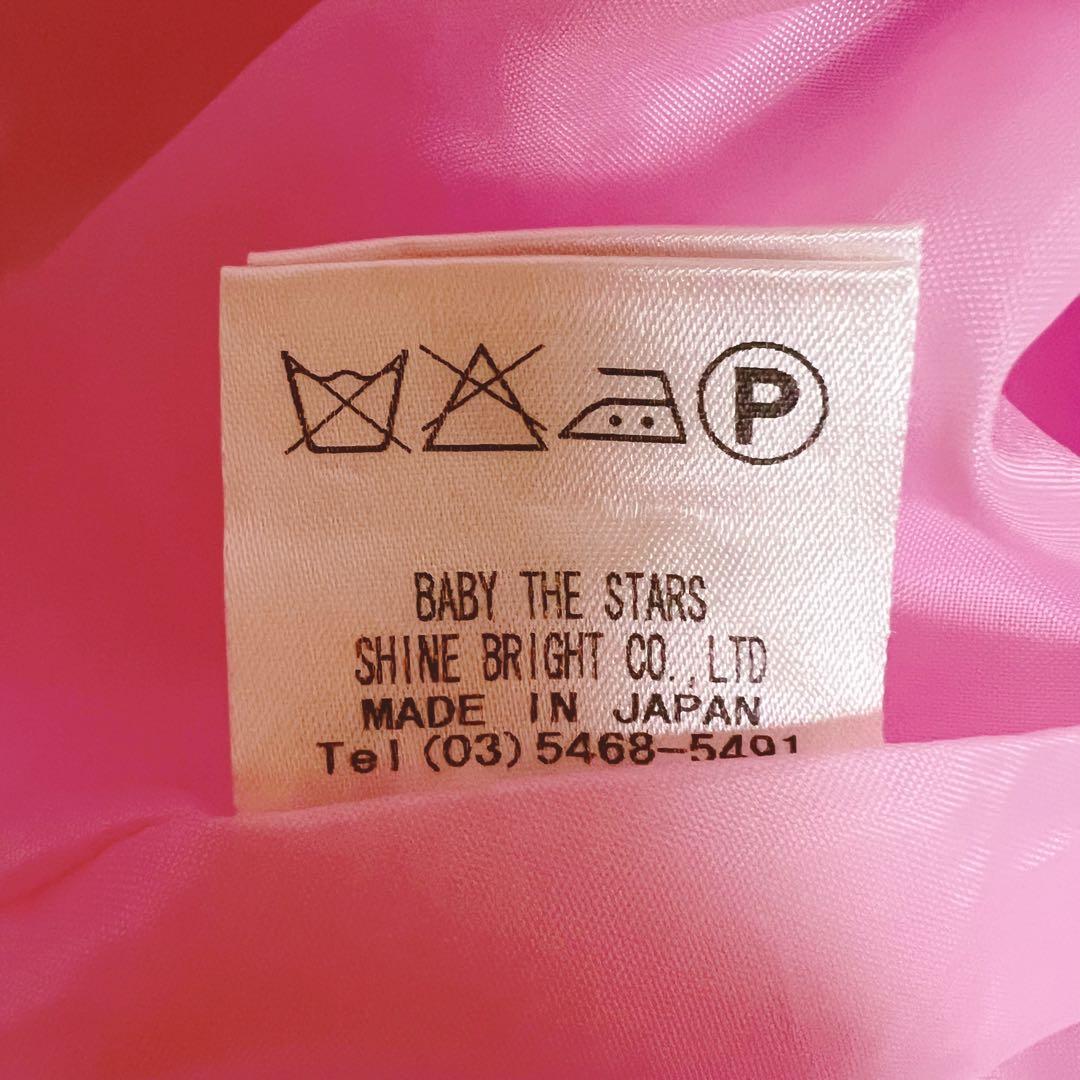 P
BABY THE STARS
SHINE BRIGHT CO.,LTD
MADE IN JAPAN
Tel (03) 5468-5491